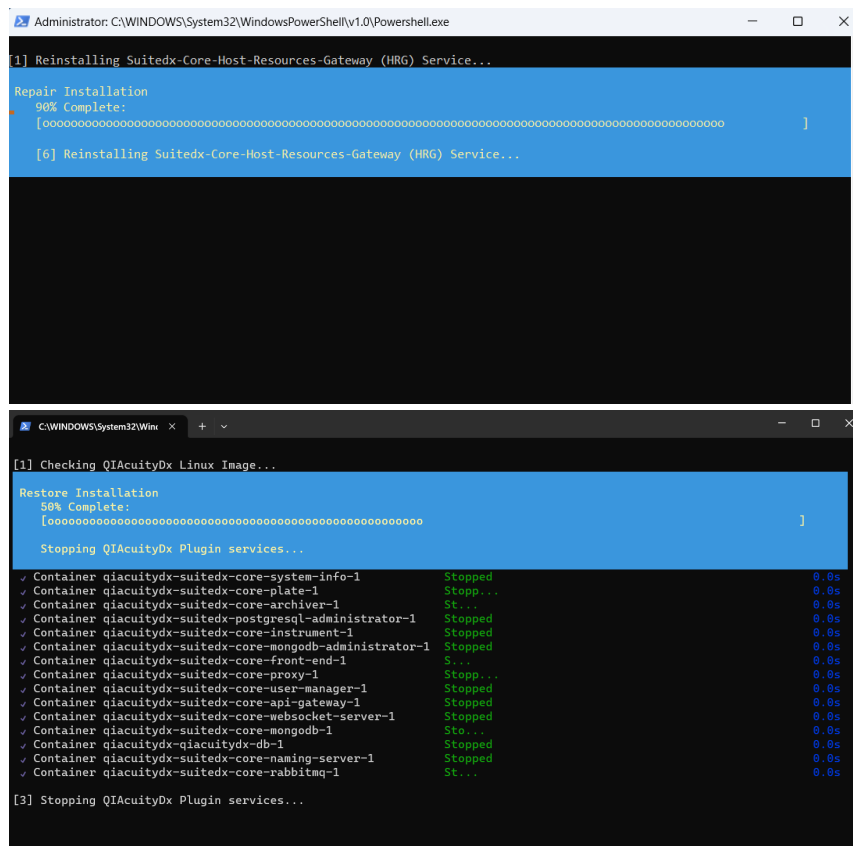 Administrator: C:\WINDOWS\System32\WindowsPowerShell\v1.0\Powershell.exe
[1] Reinstalling Suitedx-Core-Host-Resources-Gateway (HRG) Service...
Repair Installation
90% Complete:
[ooooooooooooooooooooooooooooooooooooooooooooooooooooooooooooooooooooooooooooooooooooooooooooooooo ]
[6] Reinstalling Suitedx-Core-Host-Resources-Gateway (HRG) Service...
C:\WINDOWS\System32\Wind
[1] Checking QIAcuityDx Linux Image...
Restore Installation
50% Complete:
[oooooooooooooooooooooooooooooooooooooooooooooooooooooo ]
Stopping QIAcuityDx Plugin services...
✓ Container qiacuitydx-suitedx-core-system-info-1 Stopped 0.0s
✓ Container qiacuitydx-suitedx-core-plate-1 Stopp... 0.0s
✓ Container qiacuitydx-suitedx-core-archiver-1 St... 0.0s
✓ Container qiacuitydx-suitedx-postgresql-administrator-1 Stopped 0.0s
✓ Container qiacuitydx-suitedx-core-instrument-1 Stopped 0.0s
✓ Container qiacuitydx-suitedx-core-mongodb-administrator-1 Stopped 0.0s
✓ Container qiacuitydx-suitedx-core-front-end-1 S... 0.0s
✓ Container qiacuitydx-suitedx-core-proxy-1 Stopp... 0.0s
✓ Container qiacuitydx-suitedx-core-user-manager-1 Stopped 0.0s
✓ Container qiacuitydx-suitedx-core-api-gateway-1 Stopped 0.0s
✓ Container qiacuitydx-suitedx-core-websocket-server-1 Stopped 0.0s
✓ Container qiacuitydx-suitedx-core-mongodb-1 Sto... 0.0s
✓ Container qiacuitydx-qiacuitydx-db-1 Stopped 0.0s
✓ Container qiacuitydx-suitedx-core-naming-server-1 Stopped 0.0s
✓ Container qiacuitydx-suitedx-core-rabbitmq-1 St... 0.0s
[3] Stopping QIAcuityDx Plugin services...